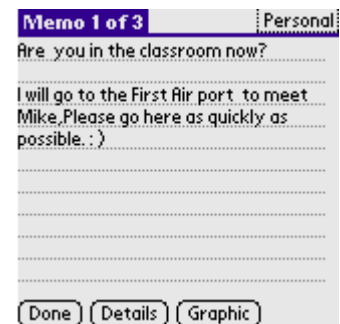 Memo 1 of 3
Personal
Are you in the classroom now?
I will go to the First Air port to meet
Mike,Please go here as quickly as
possible. : )
Done
Details
Graphic